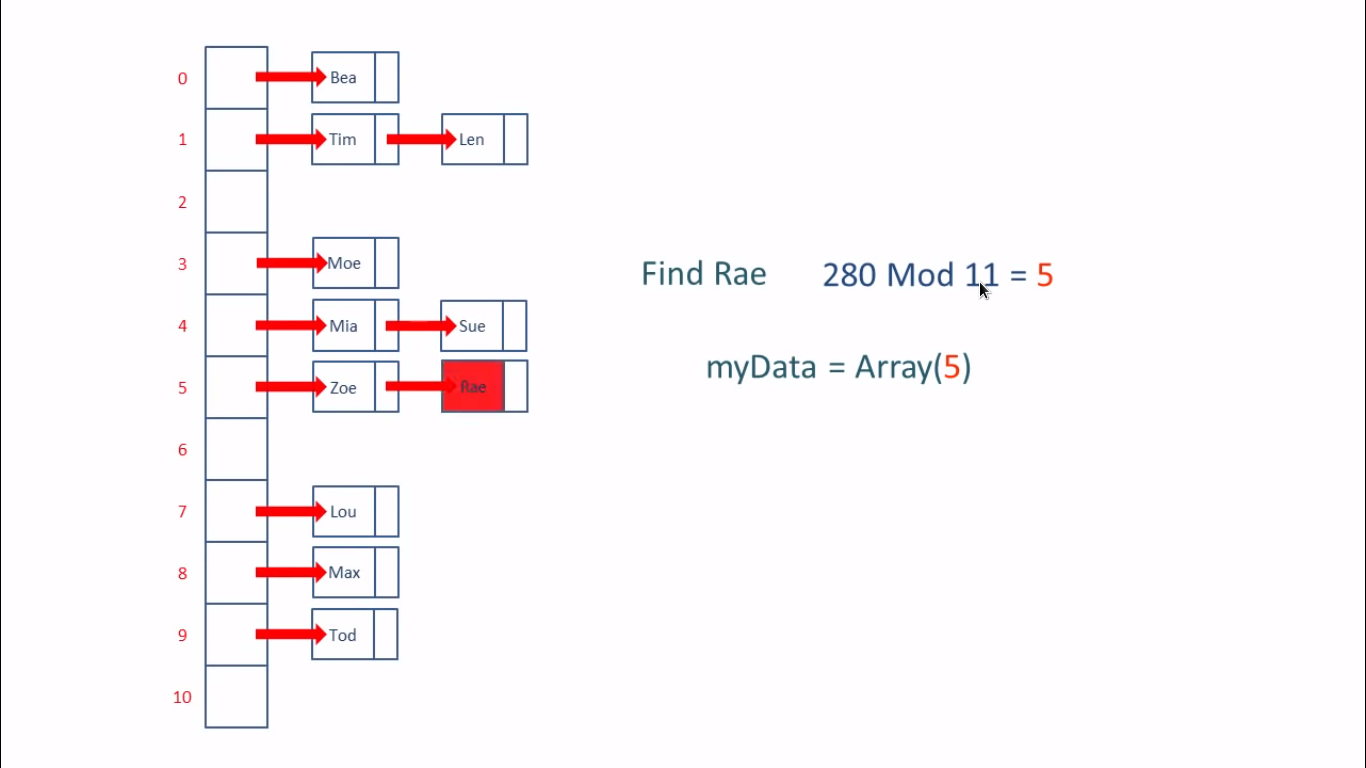 0 Bea
1 Tim Len
2
3 Moe
4 Mia Sue
Find Rae 280 Mod 11 = 5
5 Zoe Rae
myData = Array(5)
6
7 Lou
8 Max
9 Tod
10